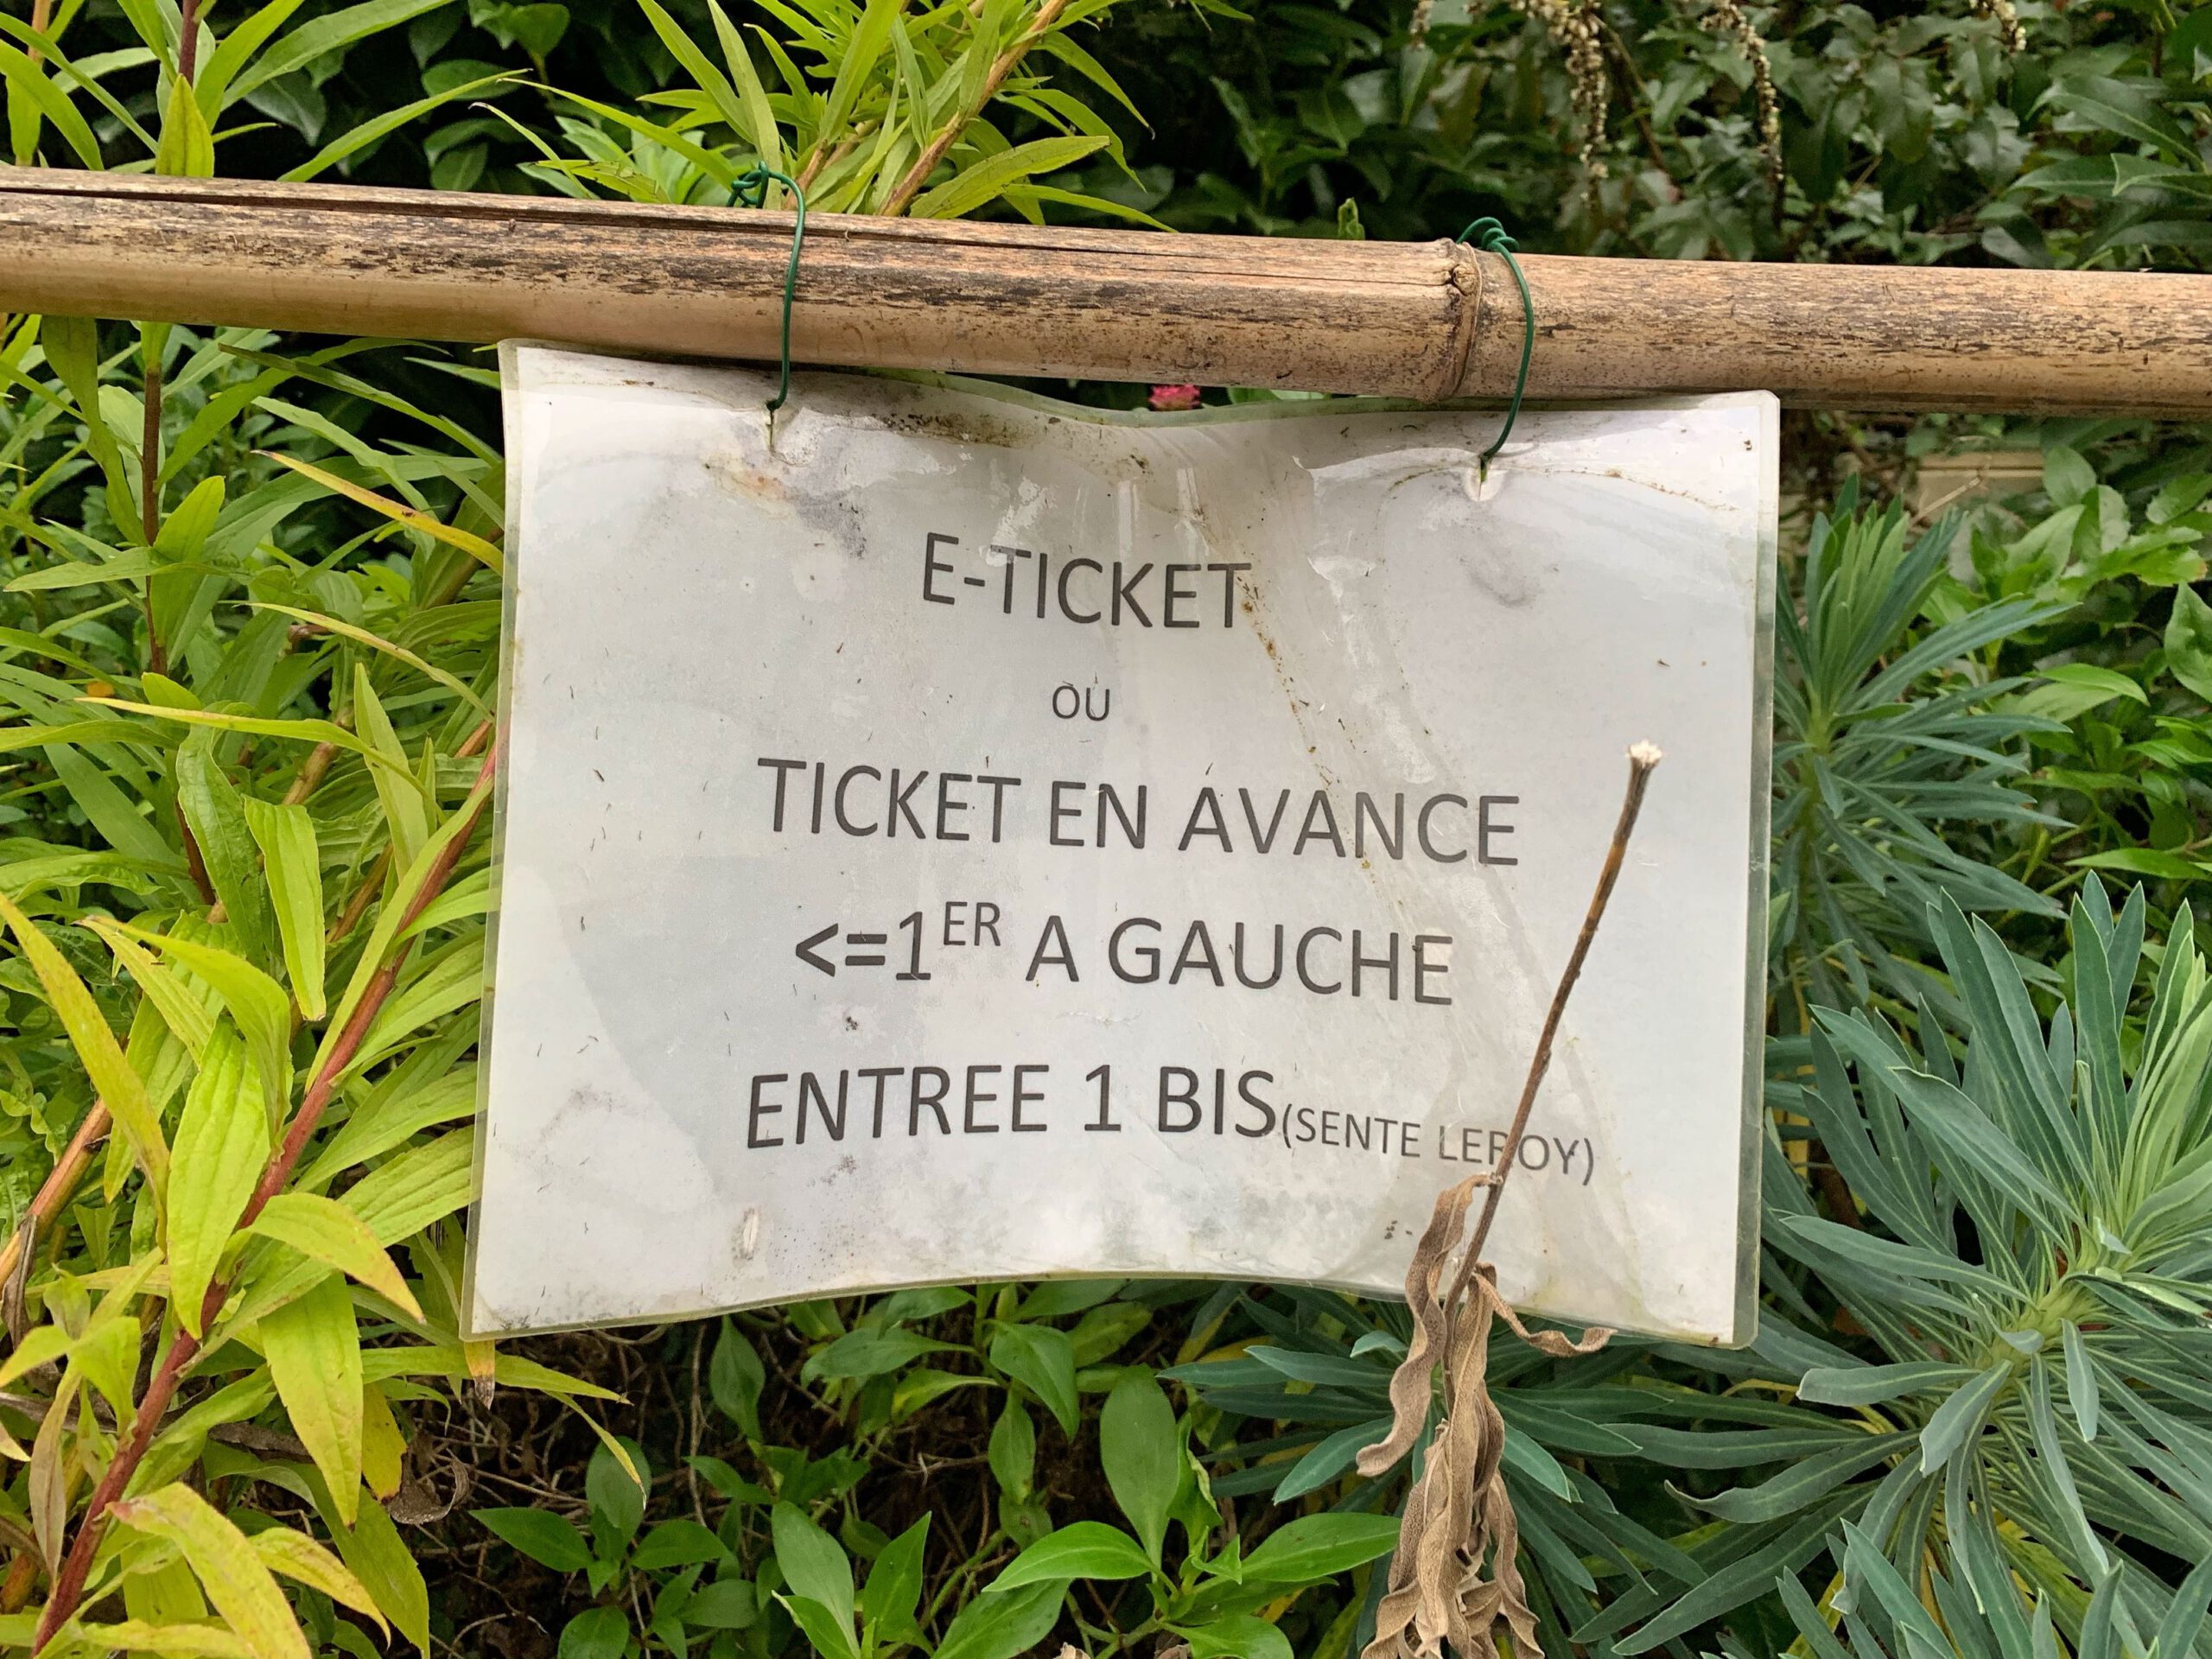 E-TICKET
OU
TICKET EN AVANCE
<=1ER A GAUCHE
ENTREE 1 BIS(SENTE LEROY)